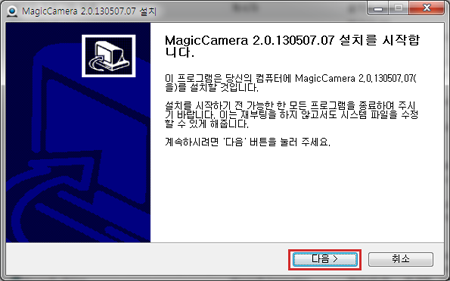 MagicCamera 2.0.130507.07 설치
MagicCamera 2.0.130507.07 설치를 시작합
니다.
이 프로그램은 당신의 컴퓨터에 MagicCamera 2.0.130507.07(
을)를 설치할 것입니다.
설치를 시작하기 전 가능한 한 모든 프로그램을 종료하여 주시
기 바랍니다. 이는 재부팅을 하지 않고서도 시스템 파일을 수정
할 수 있게 해줍니다.
계속하시려면 '다음' 버튼을 눌러 주세요.
다음 >
취소